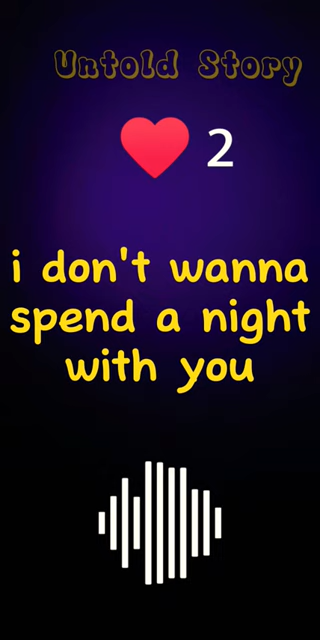 Untold Story
❤️ 2
i don't wanna
spend a night
with you